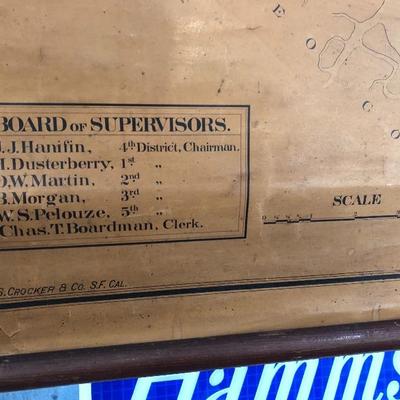 E
O
C
O
BOARD OF SUPERVISORS.
J.J. Hanifin, 4th District, Chairman.
H. Dusterberry, 1st „ 
D.W. Martin, 2nd „
B. Morgan, 3rd „
W.S. Pelouze, 5th „
Chas. T. Boardman, Clerk.
SCALE
S. CROCKER & CO. S.F. CAL.
Hamms